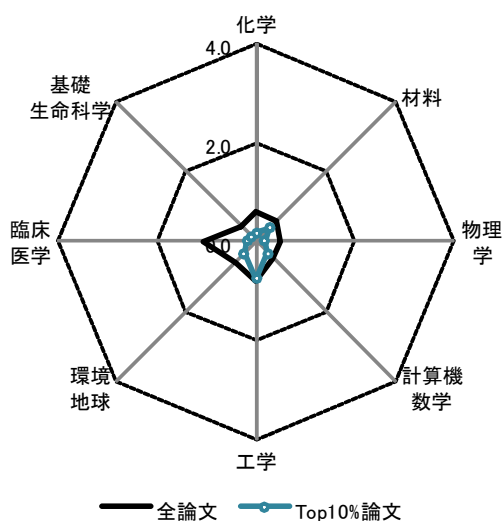 化学
4.0
基礎
生命科学
材料
2.0
臨床
医学
0.0
物理
学
環境
地球
計算機
数学
工学
全論文
Top10%論文